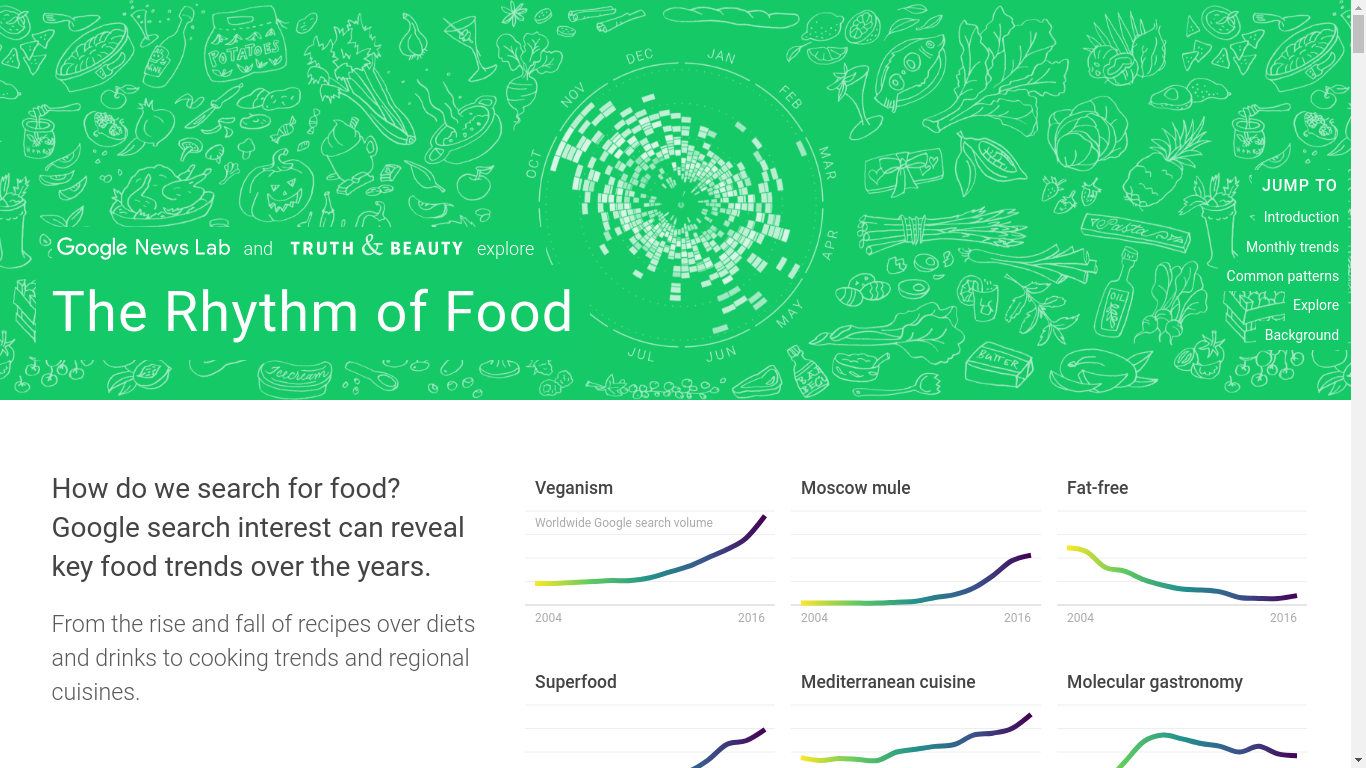 POTATOES
DEC
JAN
NOV
FEB
OCT
MAR
APR
MAY
JUL
JUN
JUMP TO
Introduction
Monthly trends
Common patterns
Explore
Background
Google News Lab and TRUTH & BEAUTY explore
The Rhythm of Food
OIL
BUTTER
Icecream
How do we search for food?
Google search interest can reveal
key food trends over the years.
From the rise and fall of recipes over diets
and drinks to cooking trends and regional
cuisines.
Veganism
Worldwide Google search volume
2004 2016
Moscow mule
2004 2016
Fat-free
2004 2016
Superfood
Mediterranean cuisine
Molecular gastronomy